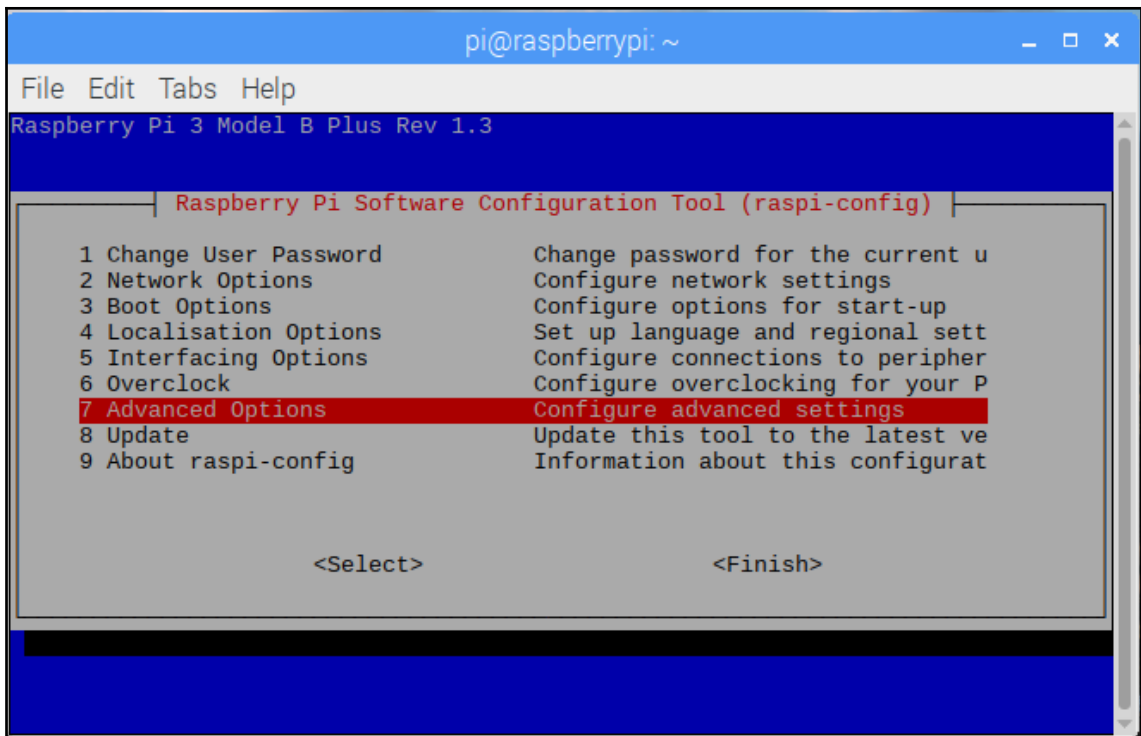 pi@raspberrypi: ~
File Edit Tabs Help
Raspberry Pi 3 Model B Plus Rev 1.3
Raspberry Pi Software Configuration Tool (raspi-config)
1 Change User Password Change password for the current u
2 Network Options Configure network settings
3 Boot Options Configure options for start-up
4 Localisation Options Set up language and regional sett
5 Interfacing Options Configure connections to peripher
6 Overclock Configure overclocking for your P
7 Advanced Options Configure advanced settings
8 Update Update this tool to the latest ve
9 About raspi-config Information about this configurat
<Select> <Finish>